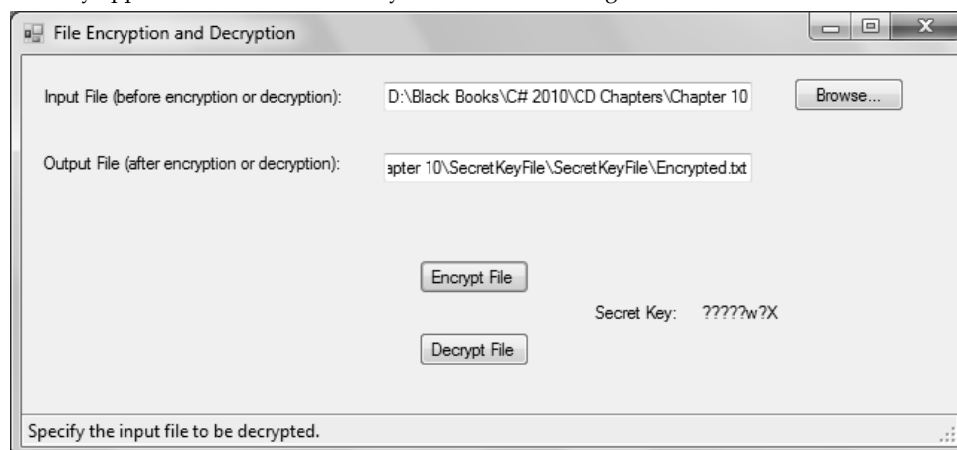 File Encryption and Decryption
Input File (before encryption or decryption): D:\Black Books\C# 2010\CD Chapters\Chapter 10 Browse...
Output File (after encryption or decryption): apter 10\SecretKeyFile\SecretKeyFile\Encrypted.txt
Encrypt File
Secret Key: ?????w?X
Decrypt File
Specify the input file to be decrypted.